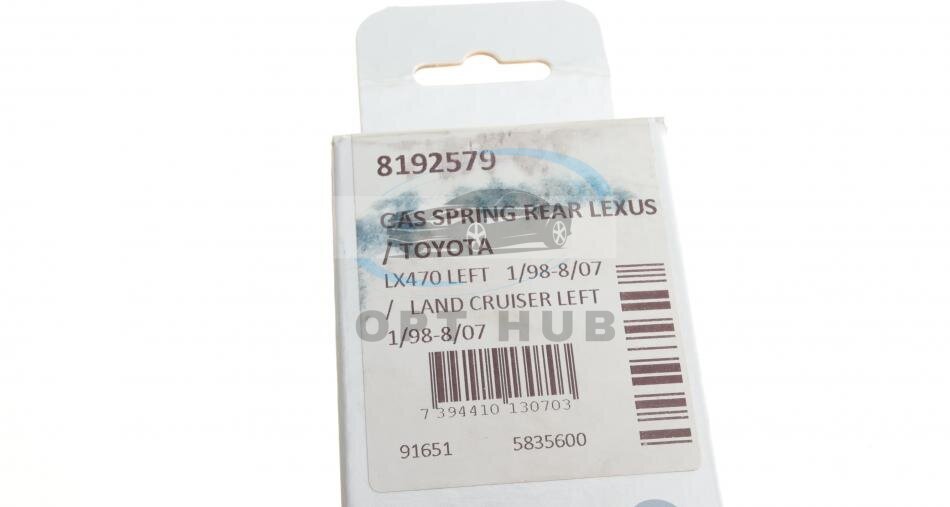 8192579
GAS SPRING REAR LEXUS
/ TOYOTA
LX470 LEFT 1/98-8/07
/ LAND CRUISER LEFT
OPT HUB
1/98-8/07
7 394410 130703
91651 5835600